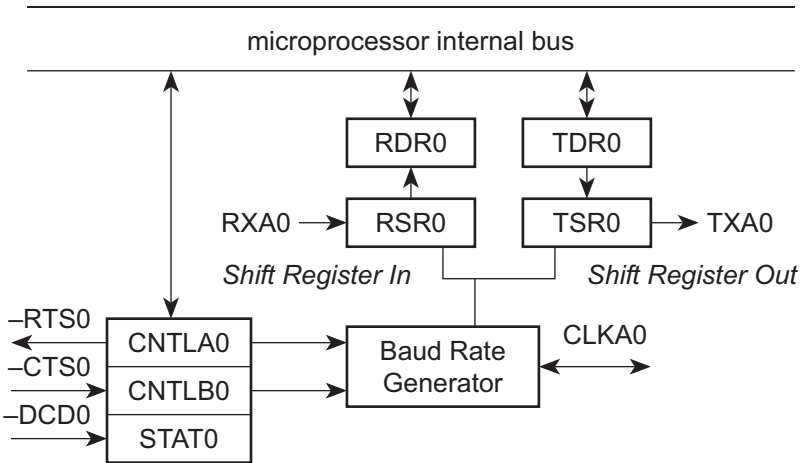 microprocessor internal bus
RDR0
TDR0
RXA0
RSR0
TSR0
TXA0
Shift Register In
Shift Register Out
–RTS0
CNTLA0
Baud Rate
Generator
CLKA0
–CTS0
CNTLB0
–DCD0
STAT0